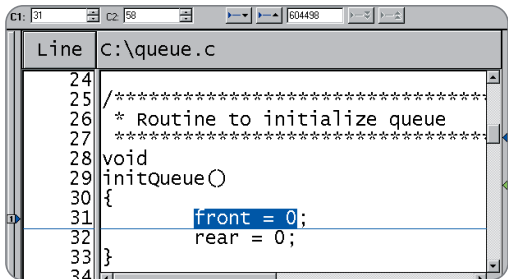 C1: 31 C2: 58 604498
Line C:\queue.c
24
25 /**************************************
26 * Routine to initialize queue
27 **************************************
28 void
29 initQueue()
30 {
31 front = 0;
32 rear = 0;
33 }
34
1